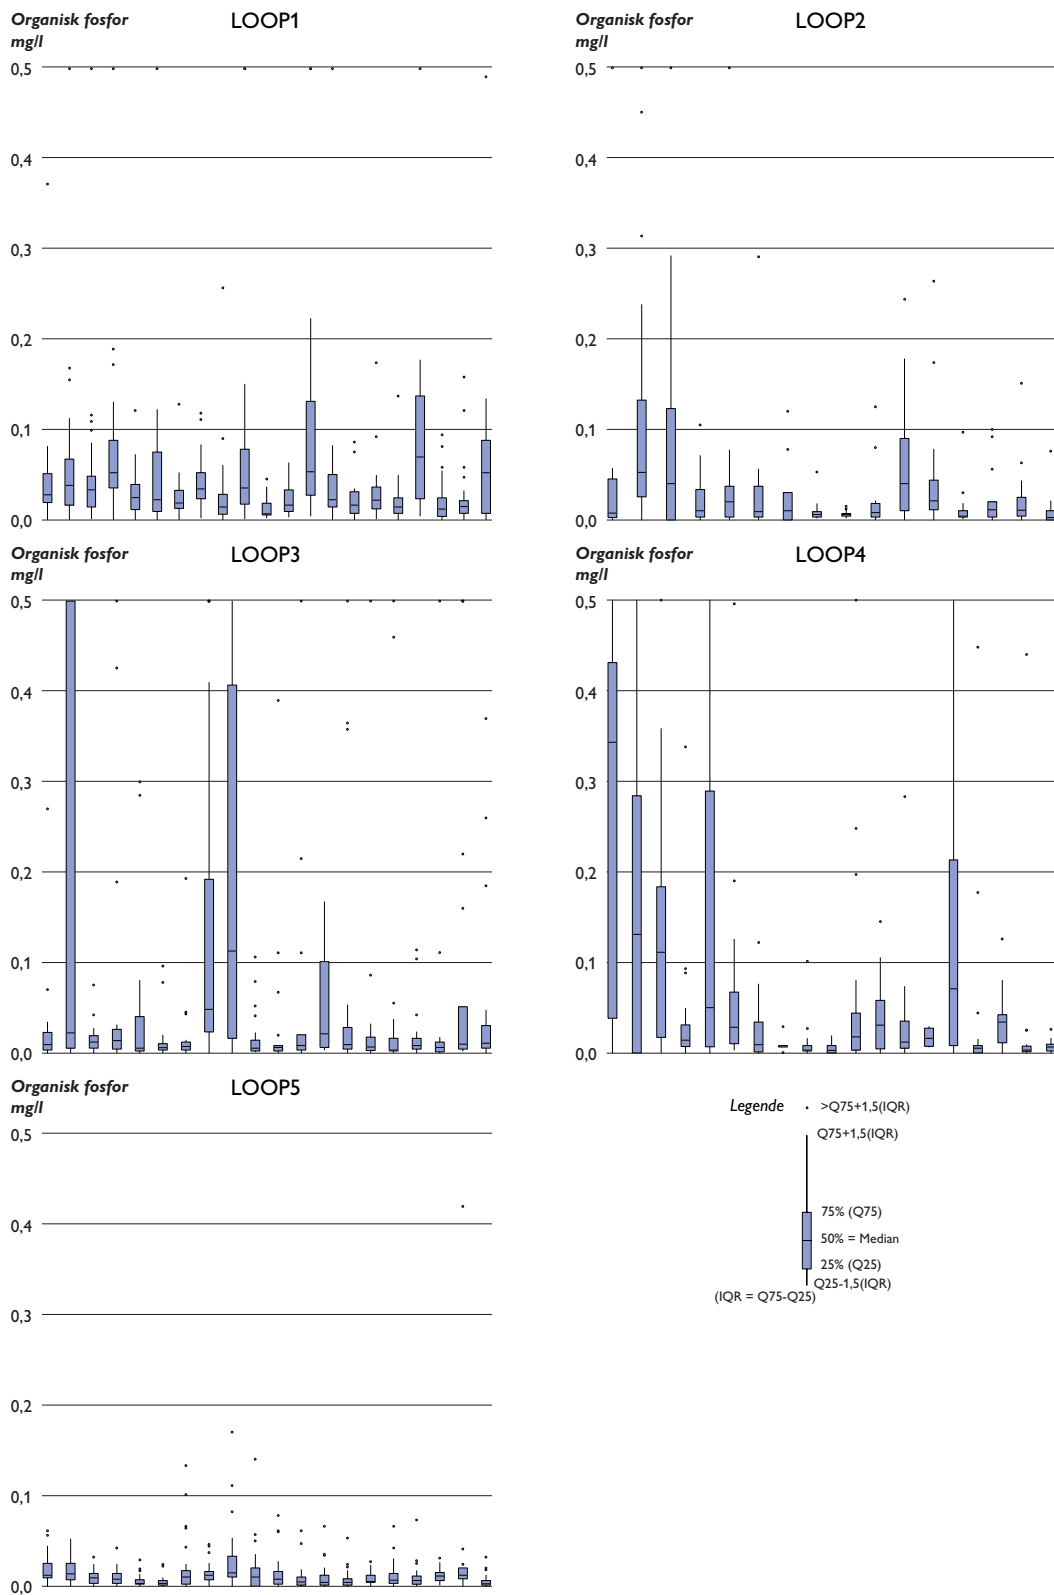 Organisk fosfor
mg/l
LOOP1
0,5
0,4
0,3
0,2
0,1
0,0
Organisk fosfor
mg/l
LOOP2
0,5
0,4
0,3
0,2
0,1
0,0
Organisk fosfor
mg/l
LOOP3
0,5
0,4
0,3
0,2
0,1
0,0
Organisk fosfor
mg/l
LOOP4
0,5
0,4
0,3
0,2
0,1
0,0
Organisk fosfor
mg/l
LOOP5
0,5
0,4
0,3
0,2
0,1
0,0
Legende
>Q75+1,5(IQR)
Q75+1,5(IQR)
75% (Q75)
50% = Median
25% (Q25)
Q25-1,5(IQR)
(IQR = Q75-Q25)